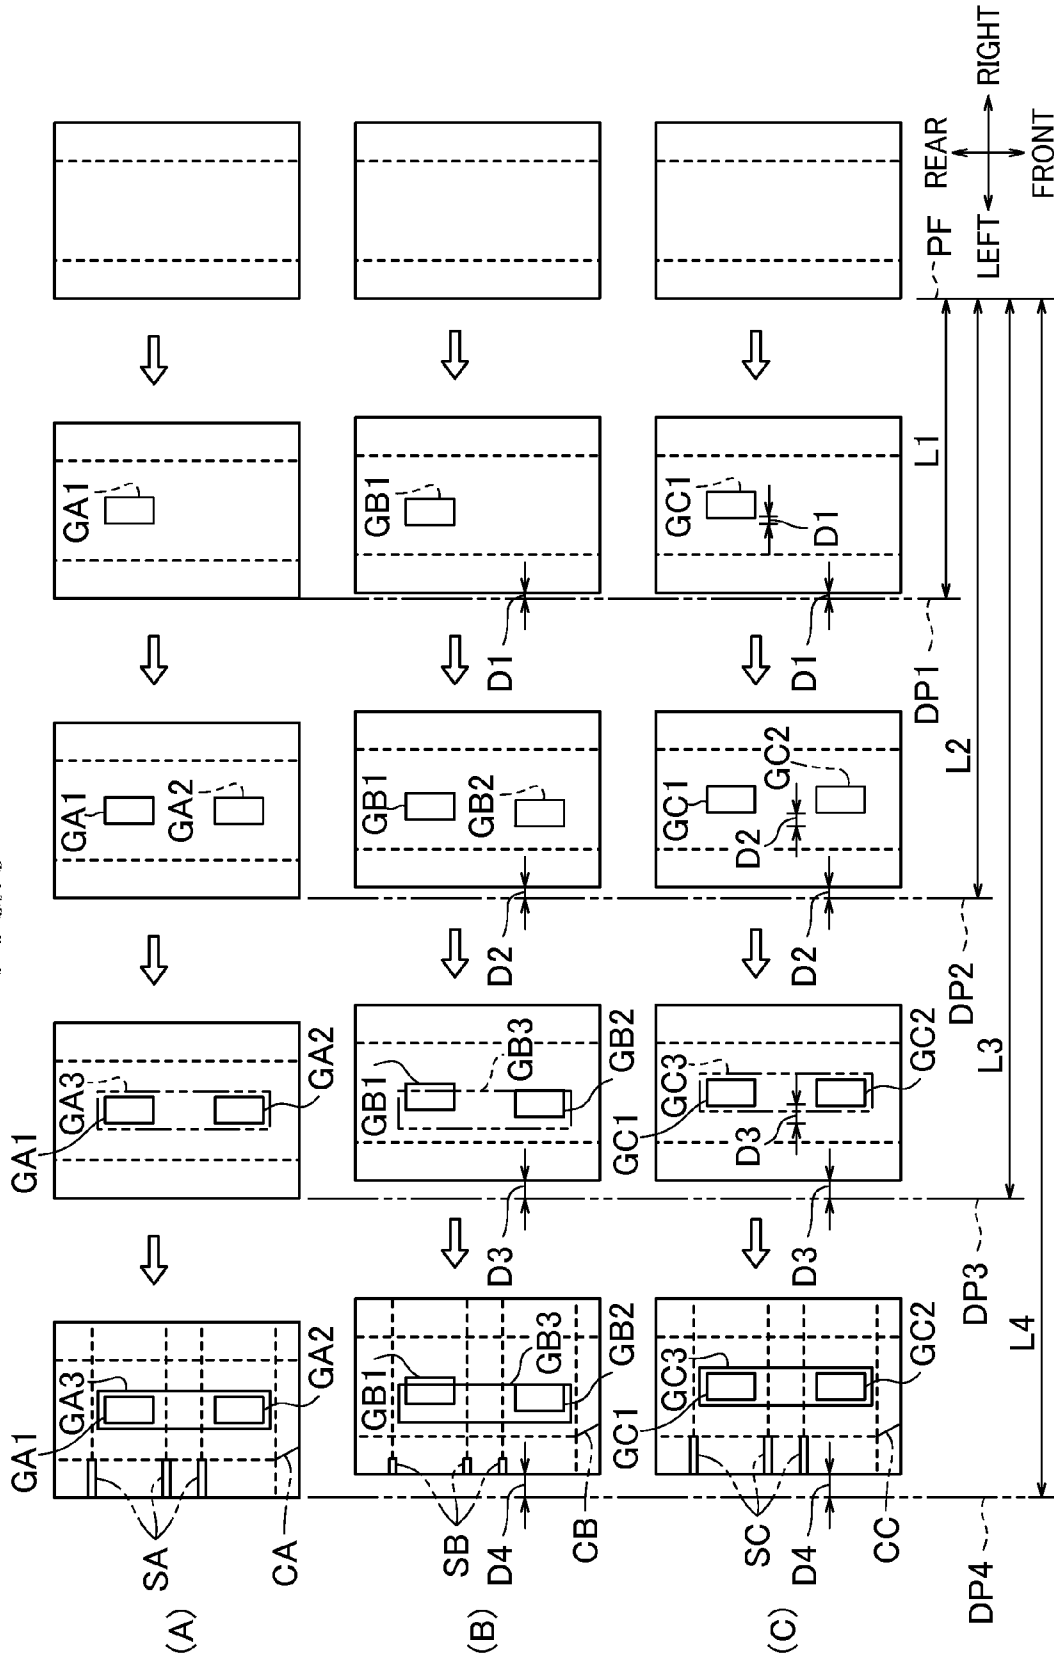 (A)
SA
CA
GA1
GA3
GA2
GA1
GA3
GA2
GA1
GA2
GA1
(B)
SB
D4
CB
GB1
GB3
GB2
D3
GB1
GB3
GB2
D2
GB1
GB2
D1
GB1
(C)
SC
D4
CC
GC1
GC3
GC2
D3
GC1
GC3
D3
GC2
D2
GC1
D2
GC2
D1
GC1
D1
DP4
DP3
DP2
DP1
PF
L4
L3
L2
L1
REAR
LEFT
RIGHT
FRONT